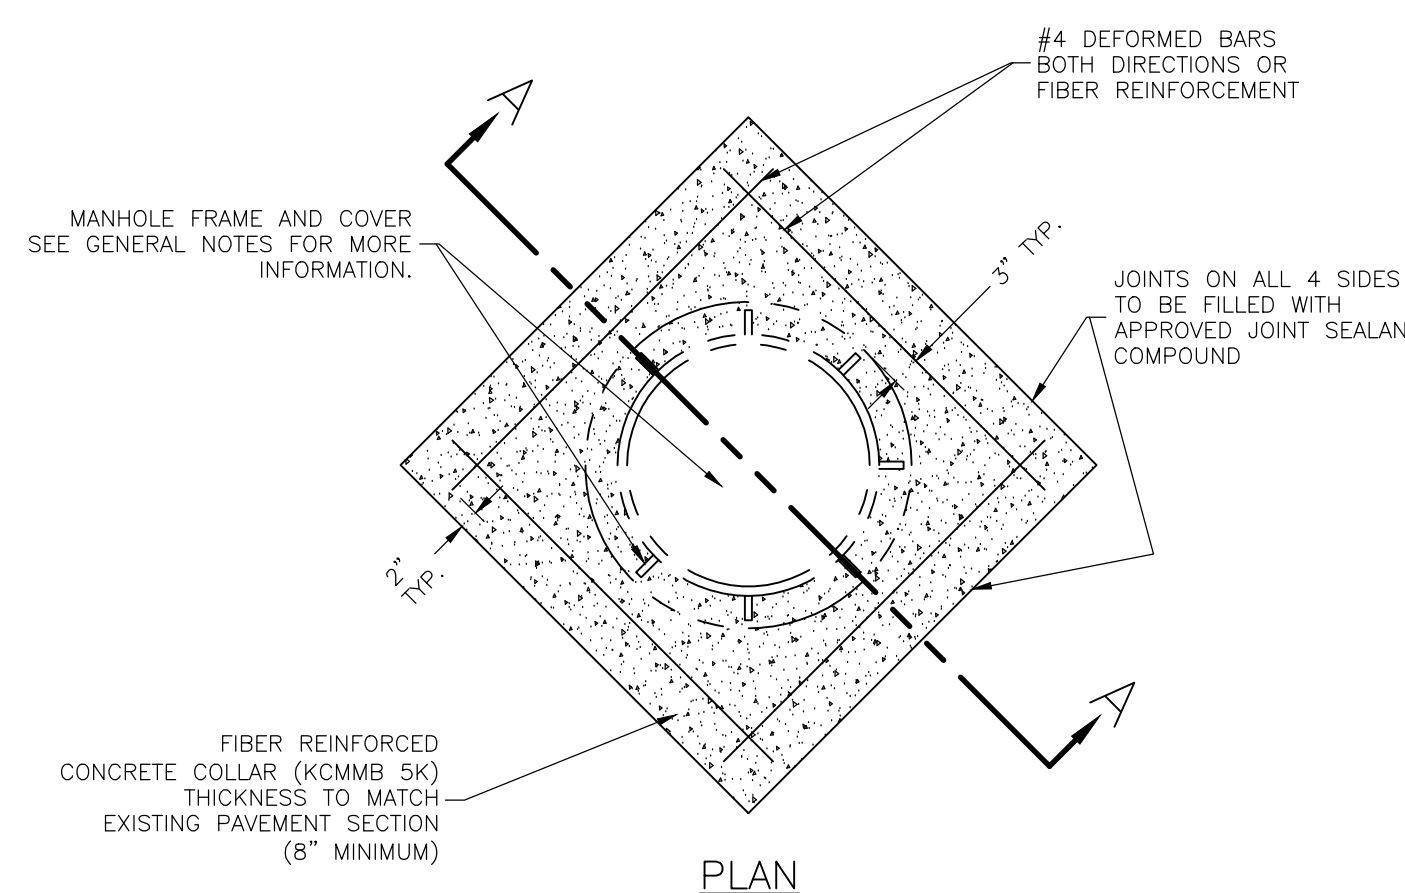 #4 DEFORMED BARS
BOTH DIRECTIONS OR
FIBER REINFORCEMENT
A
MANHOLE FRAME AND COVER
SEE GENERAL NOTES FOR MORE
INFORMATION.
3" TYP.
JOINTS ON ALL 4 SIDES
TO BE FILLED WITH
APPROVED JOINT SEALAN
COMPOUND
2"
TYP.
A
FIBER REINFORCED
CONCRETE COLLAR (KCMMB 5K)
THICKNESS TO MATCH
EXISTING PAVEMENT SECTION
(8" MINIMUM)
PLAN